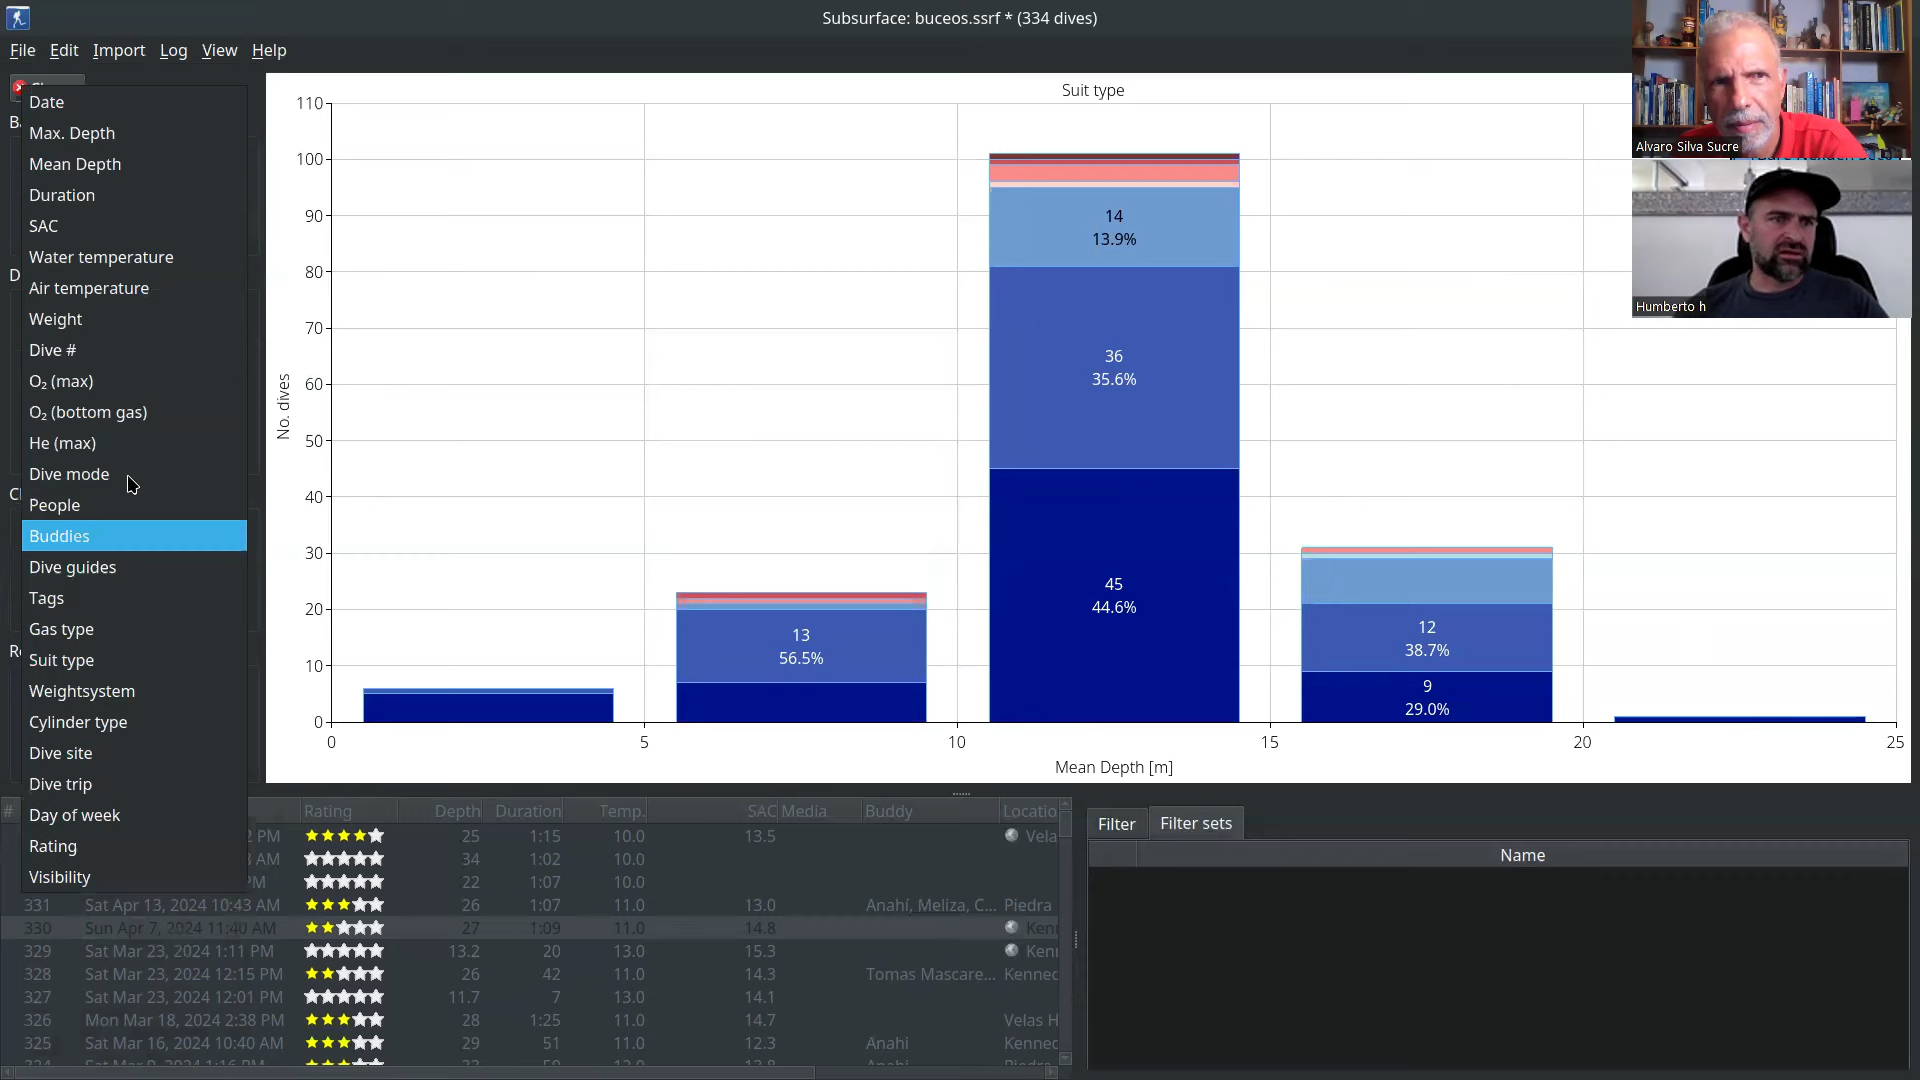 Subsurface: buceos.ssrf * (334 dives)
File Edit Import Log View Help
Date
Max. Depth
Mean Depth
Duration
SAC
Water temperature
Air temperature
Weight
Dive #
O₂ (max)
O₂ (bottom gas)
He (max)
Dive mode
People
Buddies
Dive guides
Tags
Gas type
Suit type
Weightsystem
Cylinder type
Dive site
Dive trip
Day of week
Rating
Visibility
Suit type
No. dives
110
100
90
80
70
60
50
40
30
20
10
0
13
56.5%
14
13.9%
36
35.6%
45
44.6%
12
38.7%
9
29.0%
0 5 10 15 20 25
Mean Depth [m]
Alvaro Silva Sucre
Humberto h
# Rating Depth Duration Temp. SAC Media Buddy Locatio
2 PM 25 1:15 10.0 13.5 Vela
AM 34 1:02 10.0
PM 22 1:07 10.0
331 Sat Apr 13, 2024 10:43 AM 26 1:07 11.0 13.0 Anahí, Meliza, C... Piedra
330 Sun Apr 7, 2024 11:40 AM 27 1:09 11.0 14.8 Ken
329 Sat Mar 23, 2024 1:11 PM 13.2 20 13.0 15.3 Ken
328 Sat Mar 23, 2024 12:15 PM 26 42 11.0 14.3 Tomas Mascare... Kennec
327 Sat Mar 23, 2024 12:01 PM 11.7 7 13.0 14.1
326 Mon Mar 18, 2024 2:38 PM 28 1:25 11.0 14.7 Velas H
325 Sat Mar 16, 2024 10:40 AM 29 51 11.0 12.3 Anahi Kennec
Filter Filter sets
Name